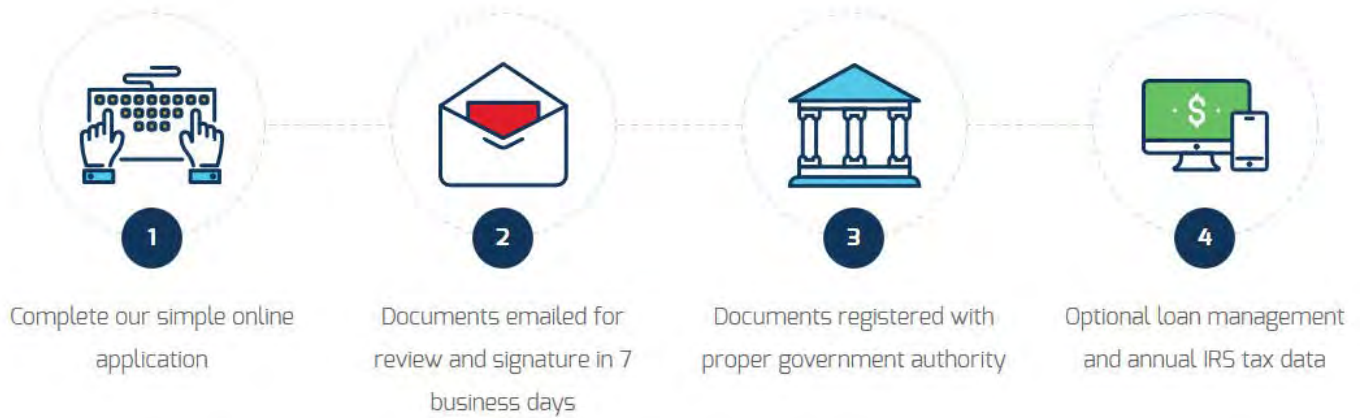 $
1
2
3
4
Complete our simple online
application
Documents emailed for
review and signature in 7
business days
Documents registered with
proper government authority
Optional loan management
and annual IRS tax data